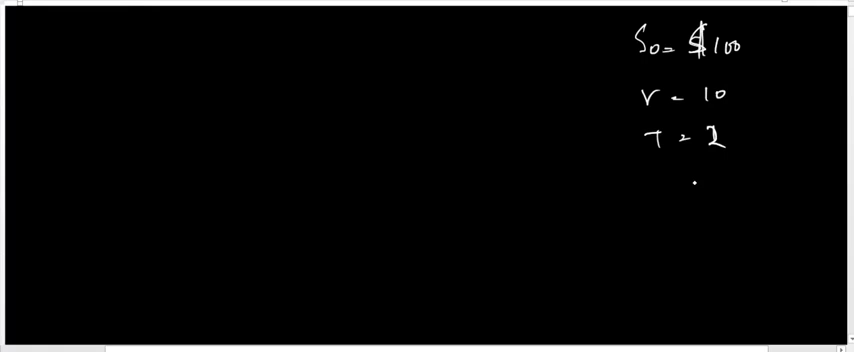 S0 = $100
r = 10
T = 2